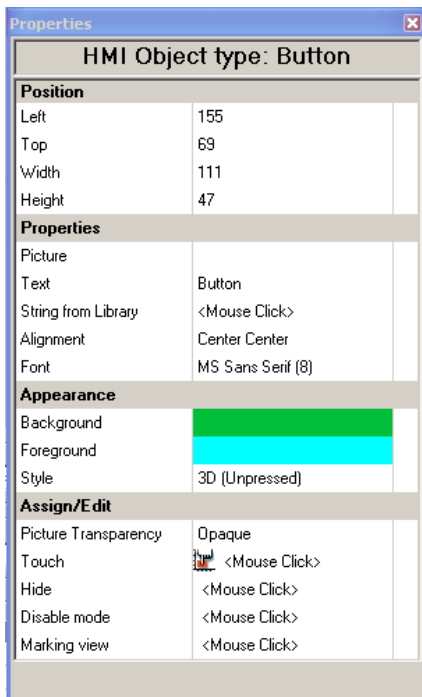 Properties
HMI Object type: Button
Position
Left 155
Top 69
Width 111
Height 47
Properties
Picture
Text Button
String from Library <Mouse Click>
Alignment Center Center
Font MS Sans Serif (8)
Appearance
Background
Foreground
Style 3D (Unpressed)
Assign/Edit
Picture Transparency Opaque
Touch <Mouse Click>
Hide <Mouse Click>
Disable mode <Mouse Click>
Marking view <Mouse Click>